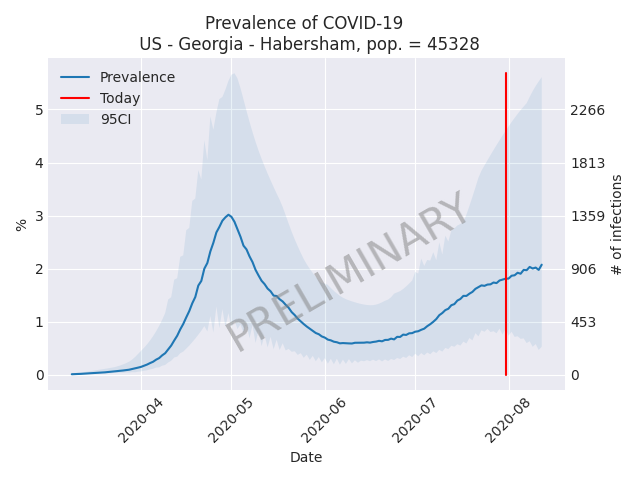 Prevalence of COVID-19
US - Georgia - Habersham, pop. = 45328
Prevalence
Today
95CI
5
4
3
2
1
0
%
2266
1813
1359
906
453
0
# of infections
PRELIMINARY
2020-04
2020-05
2020-06
2020-07
2020-08
Date